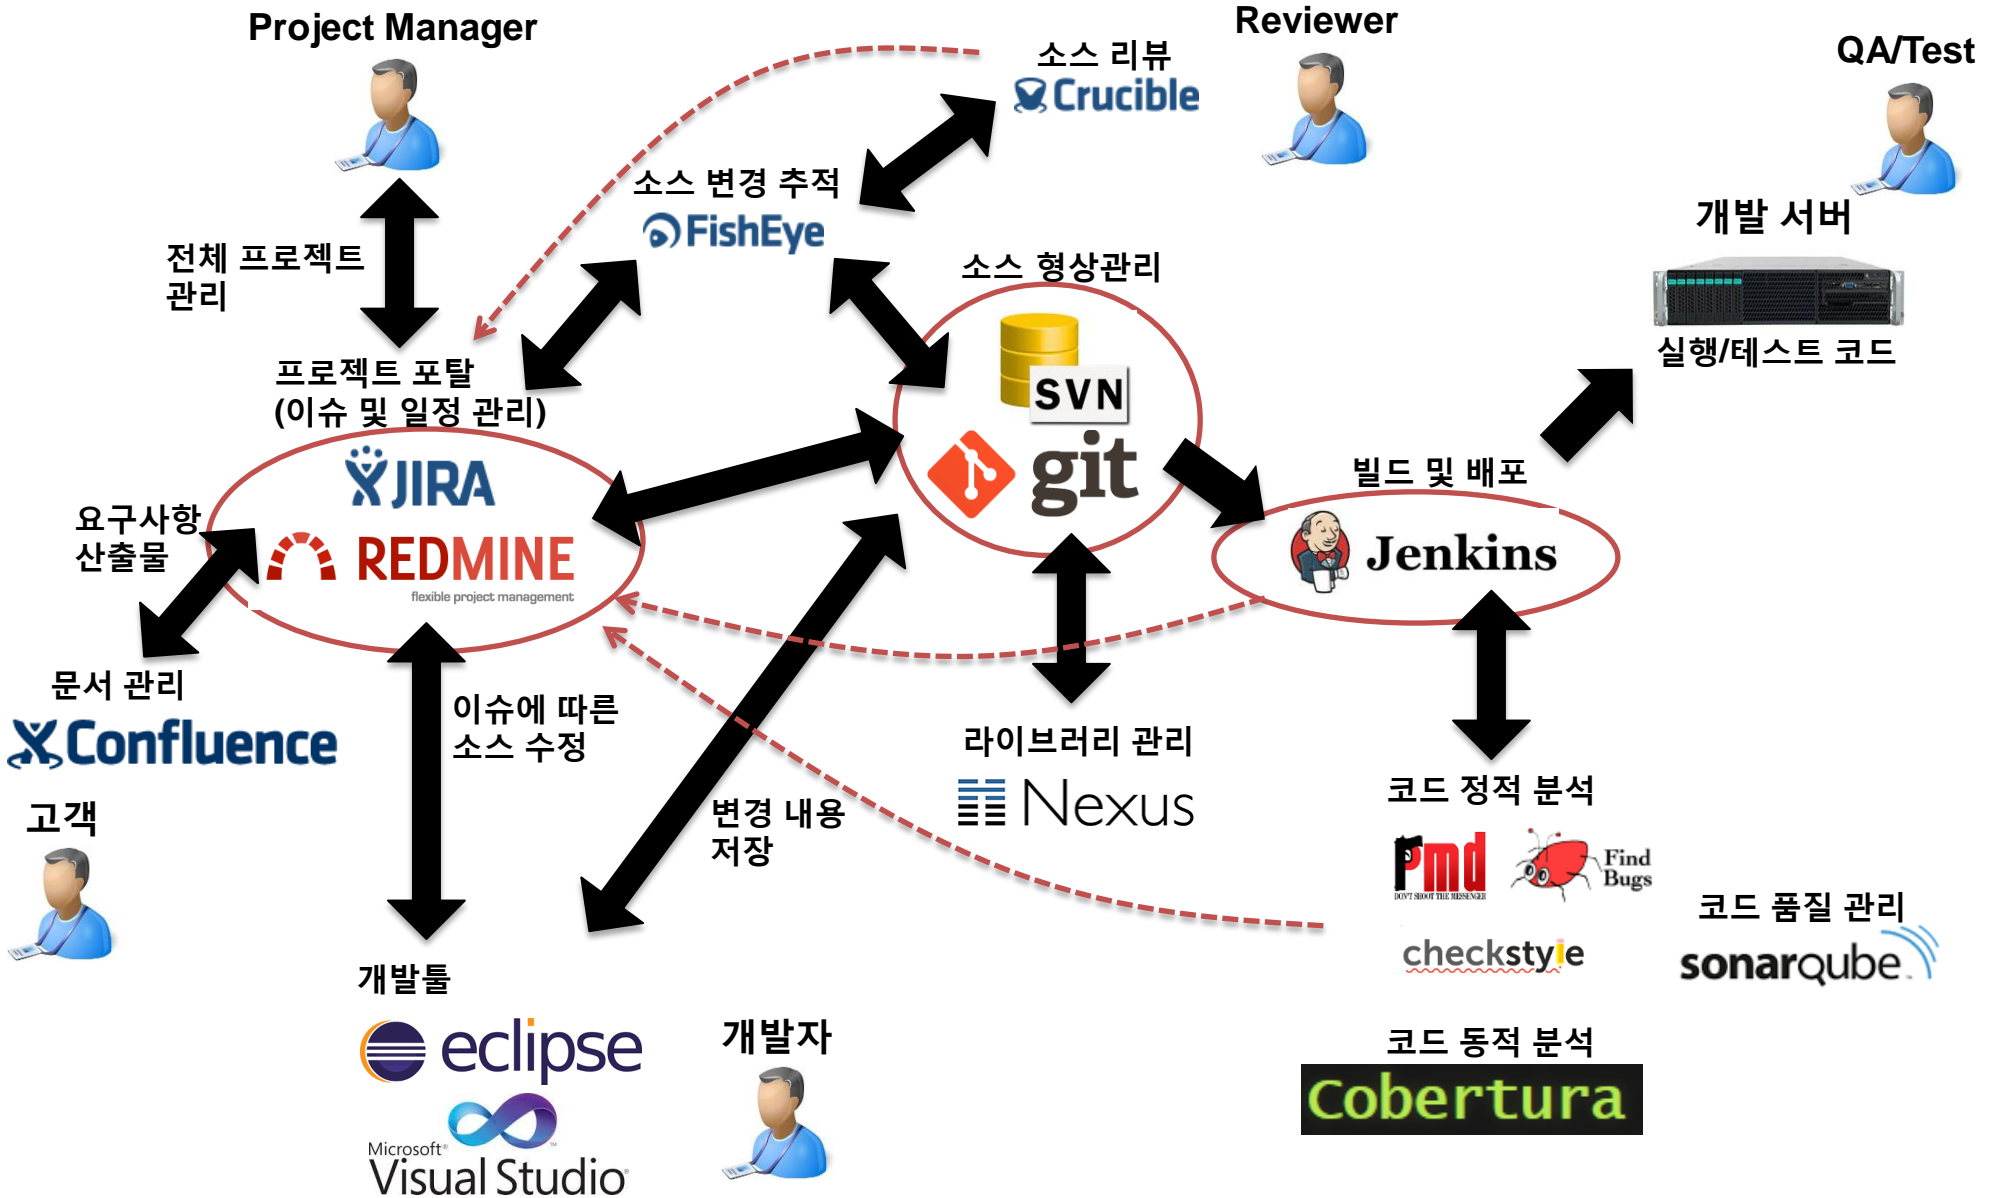 Project Manager
Reviewer
QA/Test
소스 리뷰
Crucible
소스 변경 추적
FishEye
개발 서버
전체 프로젝트
관리
소스 형상관리
실행/테스트 코드
프로젝트 포탈
(이슈 및 일정 관리)
SVN
git
JIRA
REDMINE
flexible project management
요구사항
산출물
빌드 및 배포
Jenkins
문서 관리
Confluence
이슈에 따른
소스 수정
라이브러리 관리
Nexus
변경 내용
저장
고객
코드 정적 분석
Pmd
DON'T SHOOT THE MESSENGER
Find
Bugs
checkstyle
코드 품질 관리
sonarqube
개발툴
eclipse
Microsoft®
Visual Studio®
개발자
코드 동적 분석
Cobertura